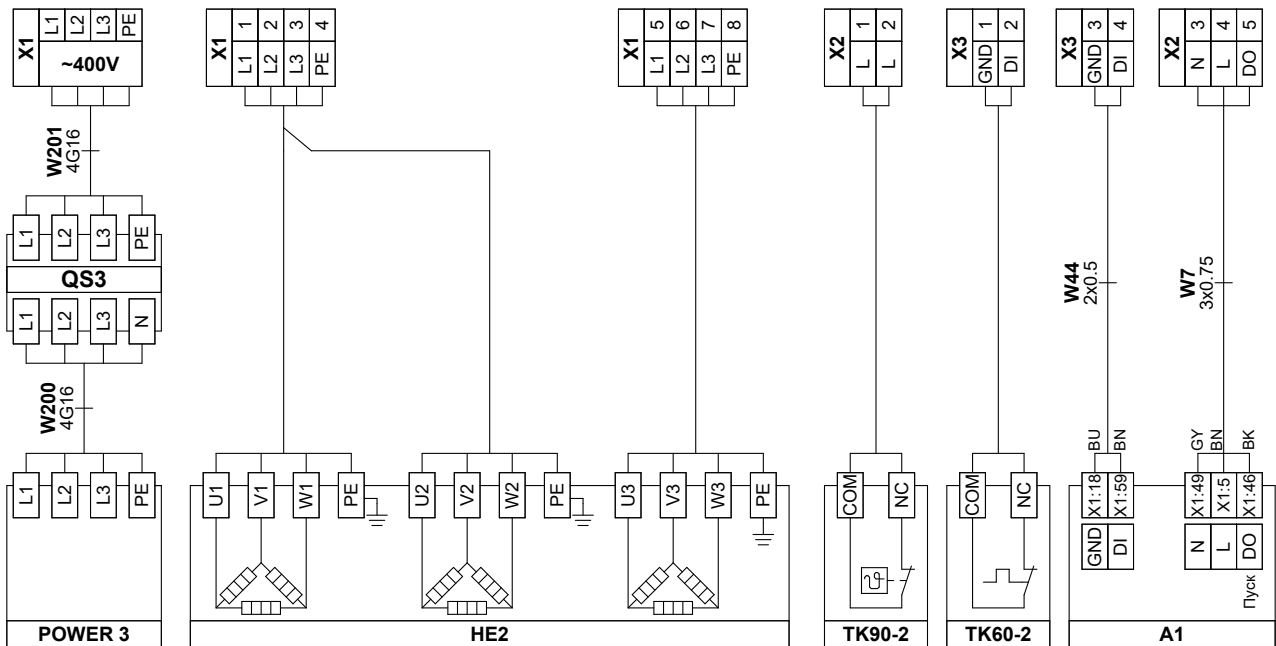 X1 L1 L2 L3 PE
~400V
X1 1 2 3 4
L1 L2 L3 PE
X1 5 6 7 8
L1 L2 L3 PE
X2 1 2
L L
X3 1 2
GND DI
X3 3 4
GND DI
X2 3 4 5
N L DO
W201
4G16
L1 L2 L3 PE
QS3
L1 L2 L3 N
W44
2x0.5
W7
3x0.75
W200
4G16
BU BN
GY BN BK
L1 L2 L3 PE
U1 V1 W1 PE
U2 V2 W2 PE
U3 V3 W3 PE
COM NC
COM NC
X1:18 X1:59
X1:49 X1:5 X1:46
GND DI
N L DO
ϑ
Пуск
POWER 3
HE2
TK90-2
TK60-2
A1